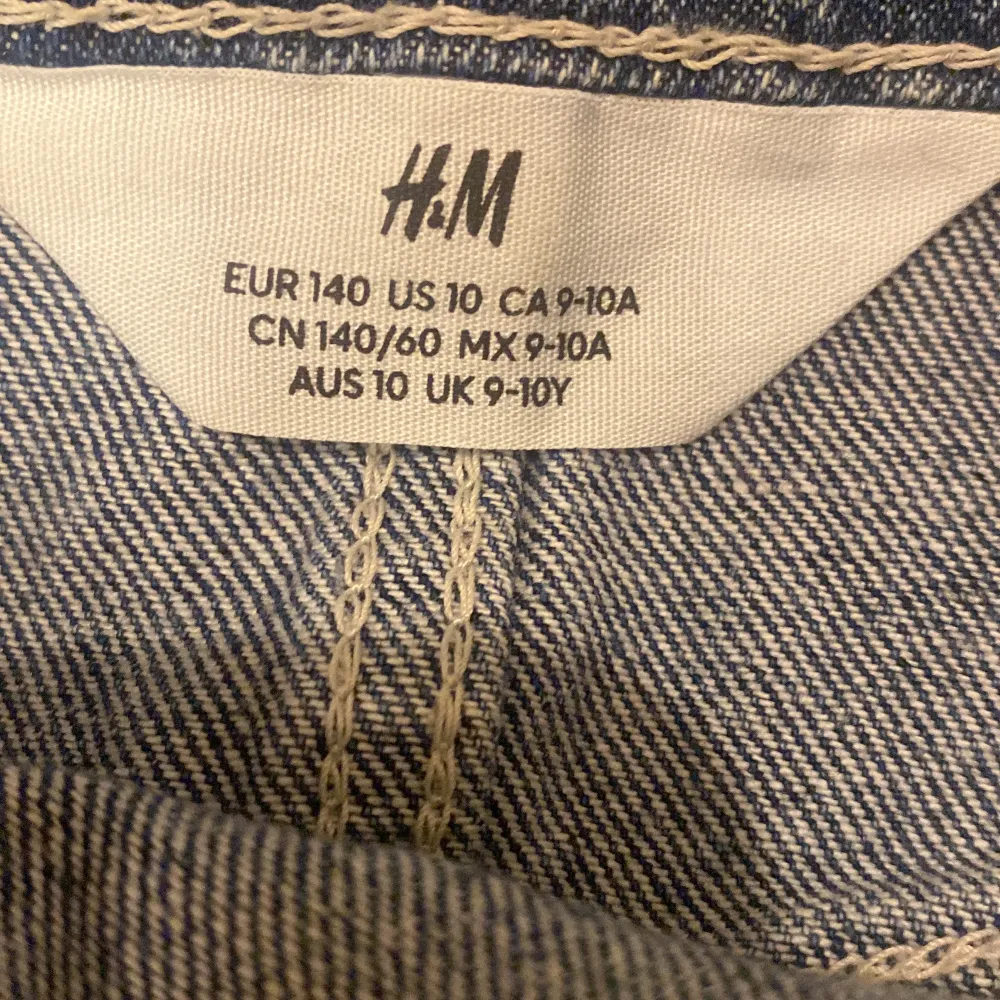 H&M
EUR 140 US 10 CA 9-10A
CN 140/60 MX 9-10A
AUS 10 UK 9-10Y